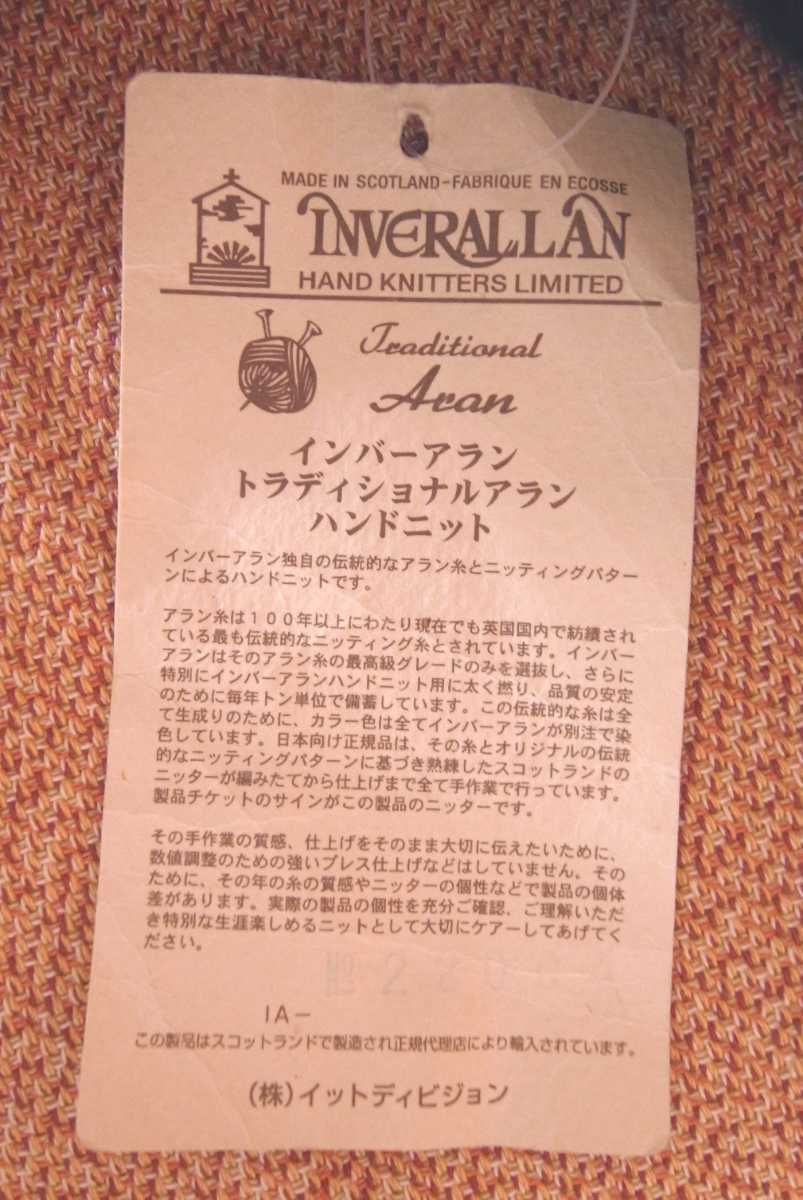 MADE IN SCOTLAND-FABRIQUE EN ECOSSE
INVERALLAN
HAND KNITTERS LIMITED
Traditional
Aran
インバーアラン
トラディショナルアラン
ハンドニット
インバーアラン独自の伝統的なアラン糸とニッティングパター
ンによるハンドニットです。
アラン糸は100年以上にわたり現在でも英国国内で紡績され
ている最も伝統的なニッティング糸とされています。インバー
アランはそのアラン糸の最高級グレードのみを選抜し、さらに
特別にインバーアランハンドニット用に太く撚り、品質の安定
のために毎年トン単位で備蓄しています。この伝統的な糸は全
て生成りのために、カラー色は全てインバーアランが別注で染
色しています。日本向け正規品は、その糸とオリジナルの伝統
的なニッティングパターンに基づき熟練したスコットランドの
ニッターが編みたてから仕上げまで全て手作業で行っています。
製品チケットのサインがこの製品のニッターです。
その手作業の質感、仕上げをそのまま大切に伝えたいために、
数値調整のための強いプレス仕上げなどはしていません。その
ために、その年の糸の質感やニッターの個性などで製品の個体
差があります。実際の製品の個性を充分ご確認、ご理解いただ
き特別な生涯楽しめるニットとして大切にケアーしてあげてく
ださい。
IA-
この製品はスコットランドで製造され正規代理店により輸入されています。
(株)イットディビジョン